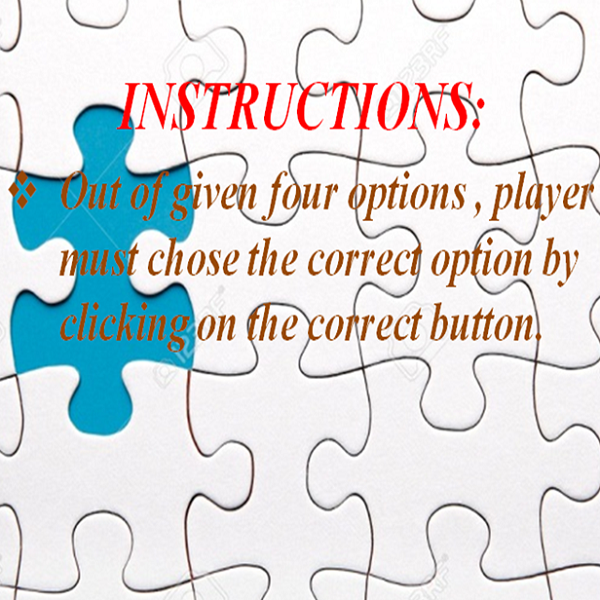 INSTRUCTIONS:
❖ Out of given four options , player
must chose the correct option by
clicking on the correct button.